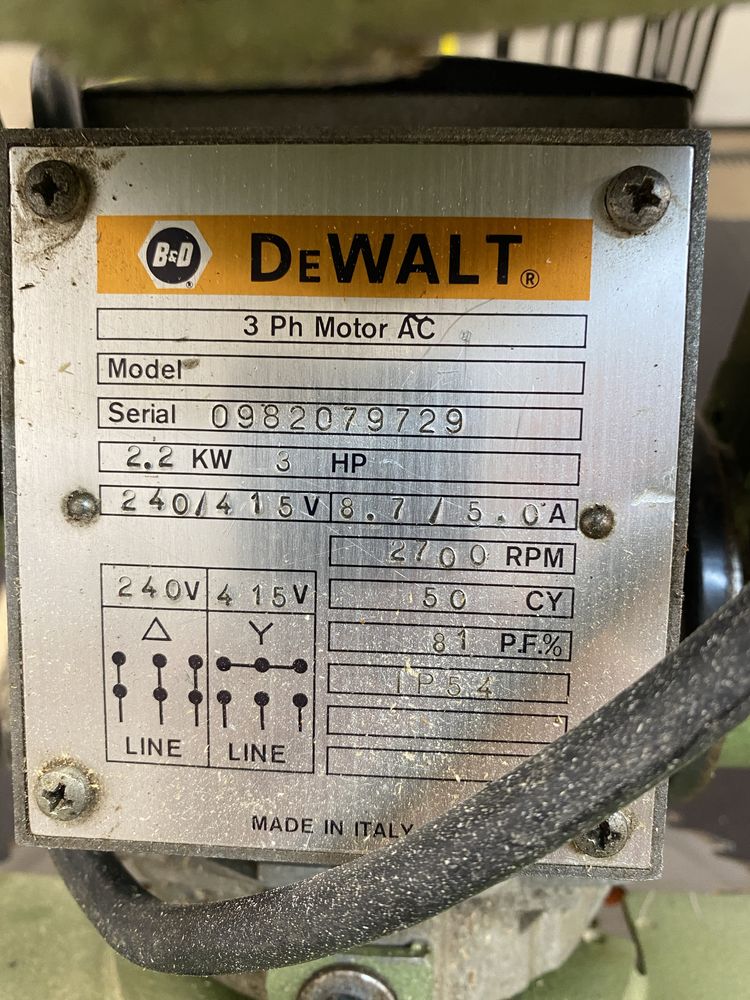 B&D DEWALT®
3 Ph Motor AC
Model
Serial 0982079729
2.2 KW 3 HP
240/415V 8.7/5.0A
2700 RPM
240V 415V 50 CY
△ Y 81 P.F.%
IP54
LINE LINE
MADE IN ITALY